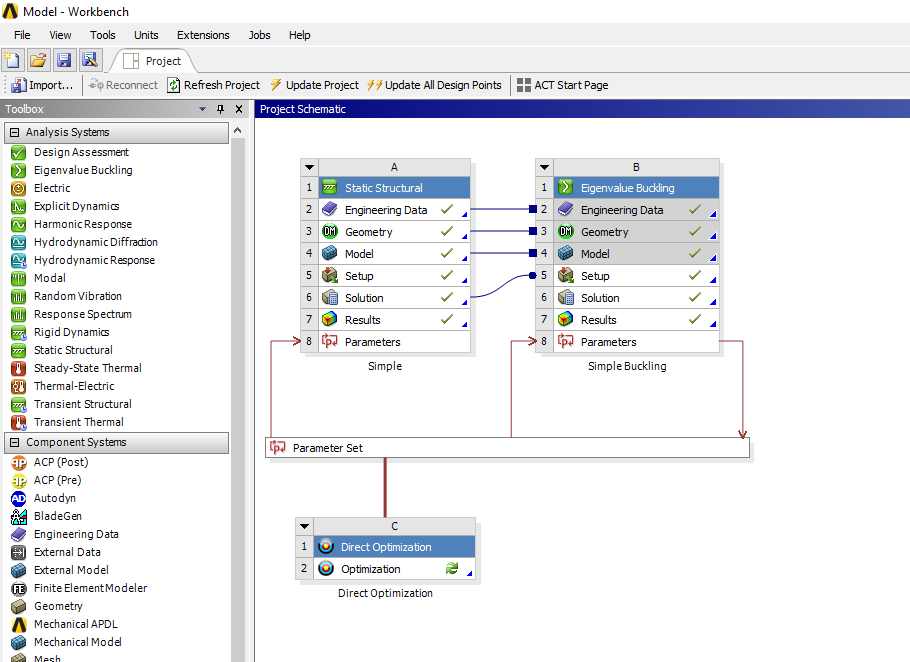 Model - Workbench
File View Tools Units Extensions Jobs Help
Project
Import... Reconnect Refresh Project Update Project Update All Design Points ACT Start Page
Toolbox
Analysis Systems
Design Assessment
Eigenvalue Buckling
Electric
Explicit Dynamics
Harmonic Response
Hydrodynamic Diffraction
Hydrodynamic Response
Modal
Random Vibration
Response Spectrum
Rigid Dynamics
Static Structural
Steady-State Thermal
Thermal-Electric
Transient Structural
Transient Thermal
Component Systems
ACP (Post)
ACP (Pre)
Autodyn
BladeGen
Engineering Data
External Data
External Model
Finite Element Modeler
Geometry
Mechanical APDL
Mechanical Model
Mesh
Project Schematic
A
1 Static Structural
2 Engineering Data
3 DM Geometry
4 Model
5 Setup
6 Solution
7 Results
8 Parameters
Simple
B
1 Eigenvalue Buckling
2 Engineering Data
3 DM Geometry
4 Model
5 Setup
6 Solution
7 Results
8 Parameters
Simple Buckling
Parameter Set
C
1 Direct Optimization
2 Optimization
Direct Optimization